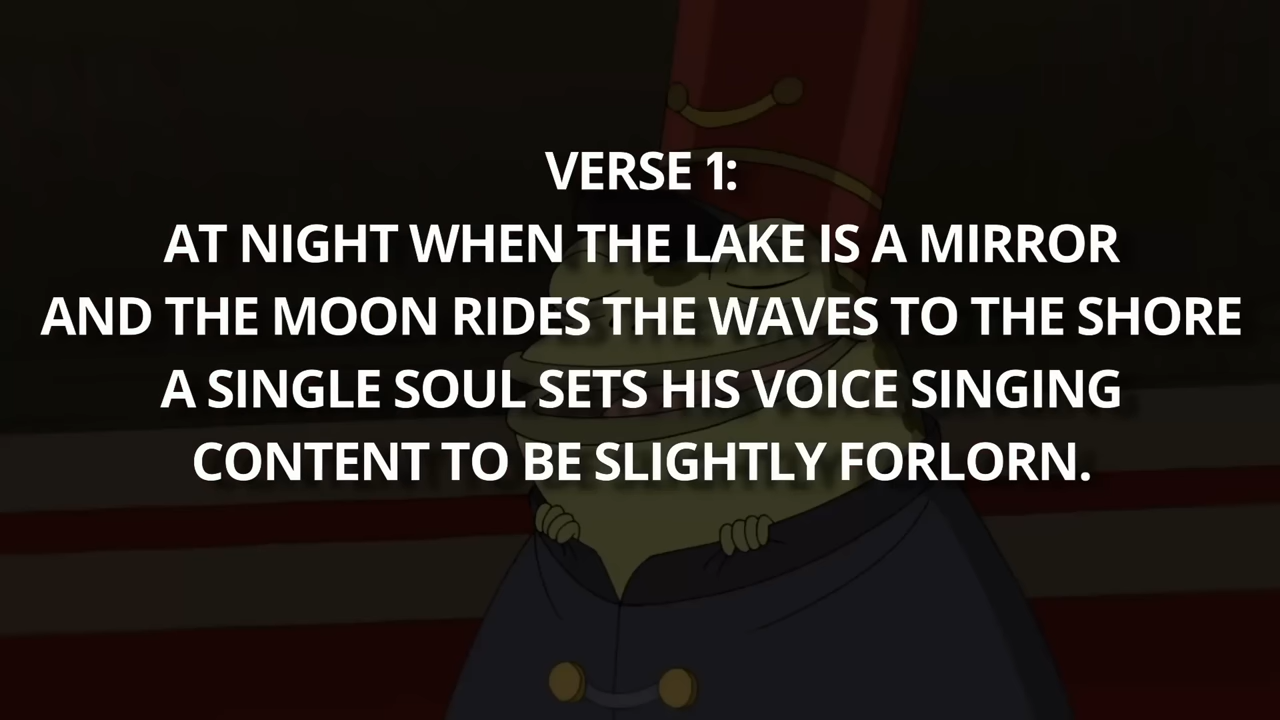 VERSE 1:
AT NIGHT WHEN THE LAKE IS A MIRROR
AND THE MOON RIDES THE WAVES TO THE SHORE
A SINGLE SOUL SETS HIS VOICE SINGING
CONTENT TO BE SLIGHTLY FORLORN.